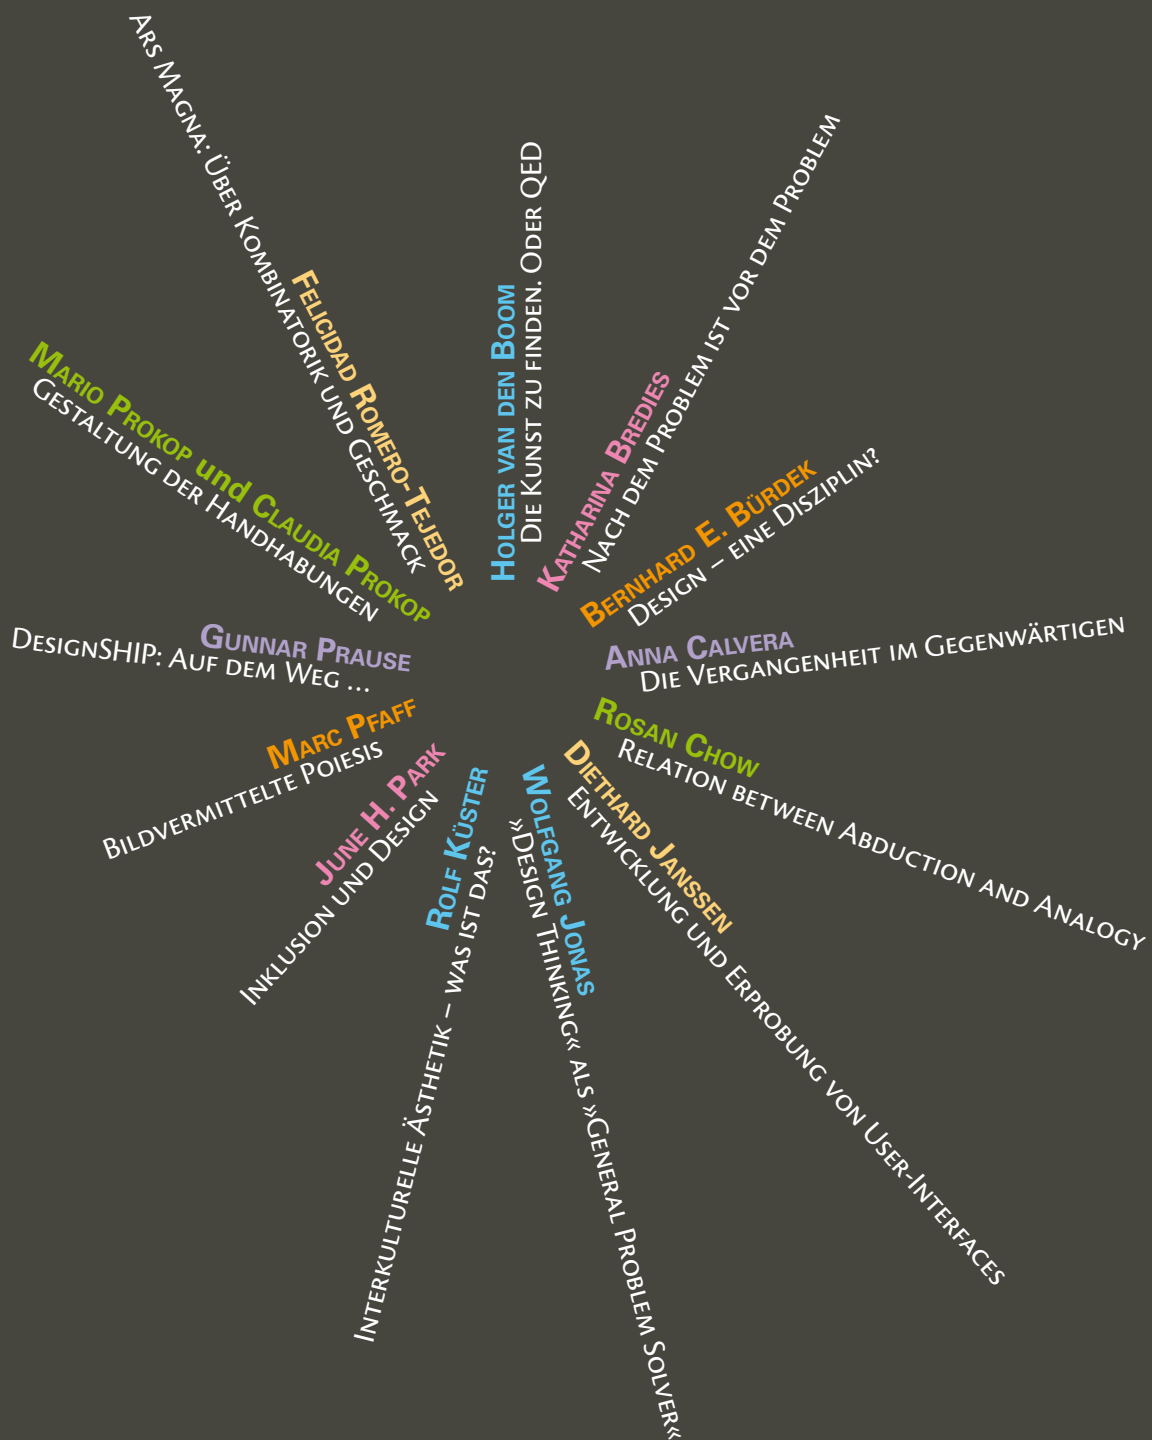 Holger van den Boom
Die Kunst zu finden. Oder QED
Katharina Bredies
Nach dem Problem ist vor dem Problem
Bernhard E. Bürdek
Design – eine Disziplin?
Anna Calvera
Die Vergangenheit im Gegenwärtigen
Rosan Chow
Relation between Abduction and Analogy
Diethard Janssen
Entwicklung und Erprobung von User-Interfaces
Wolfgang Jonas
»Design Thinking« als »General Problem Solver«
Rolf Küster
Interkulturelle Ästhetik – was ist das?
June H. Park
Inklusion und Design
Marc Pfaff
Bildvermittelte Poiesis
Gunnar Prause
DesignSHIP: Auf dem Weg ...
Mario Prokop und Claudia Prokop
Gestaltung der Handhabungen
Felicidad Romero-Tejedor
Ars Magna: Über Kombinatorik und Geschmack